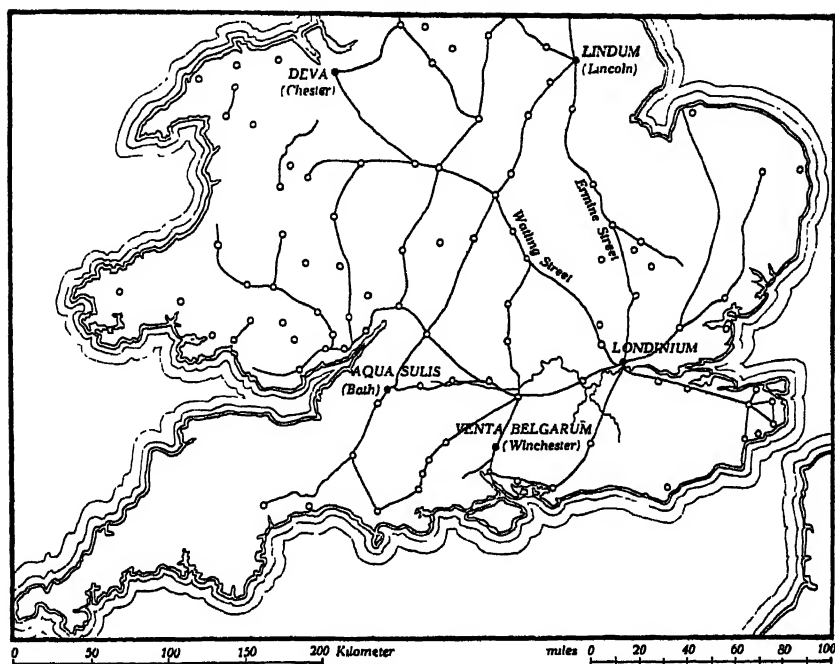 LINDUM
(Lincoln)
DEVA
(Chester)
Ermine Street
Watling Street
LONDINIUM
AQUA SULIS
(Bath)
VENTA BELGARUM
(Winchester)
0 50 100 150 200 Kilometer miles 0 20 40 60 80 100